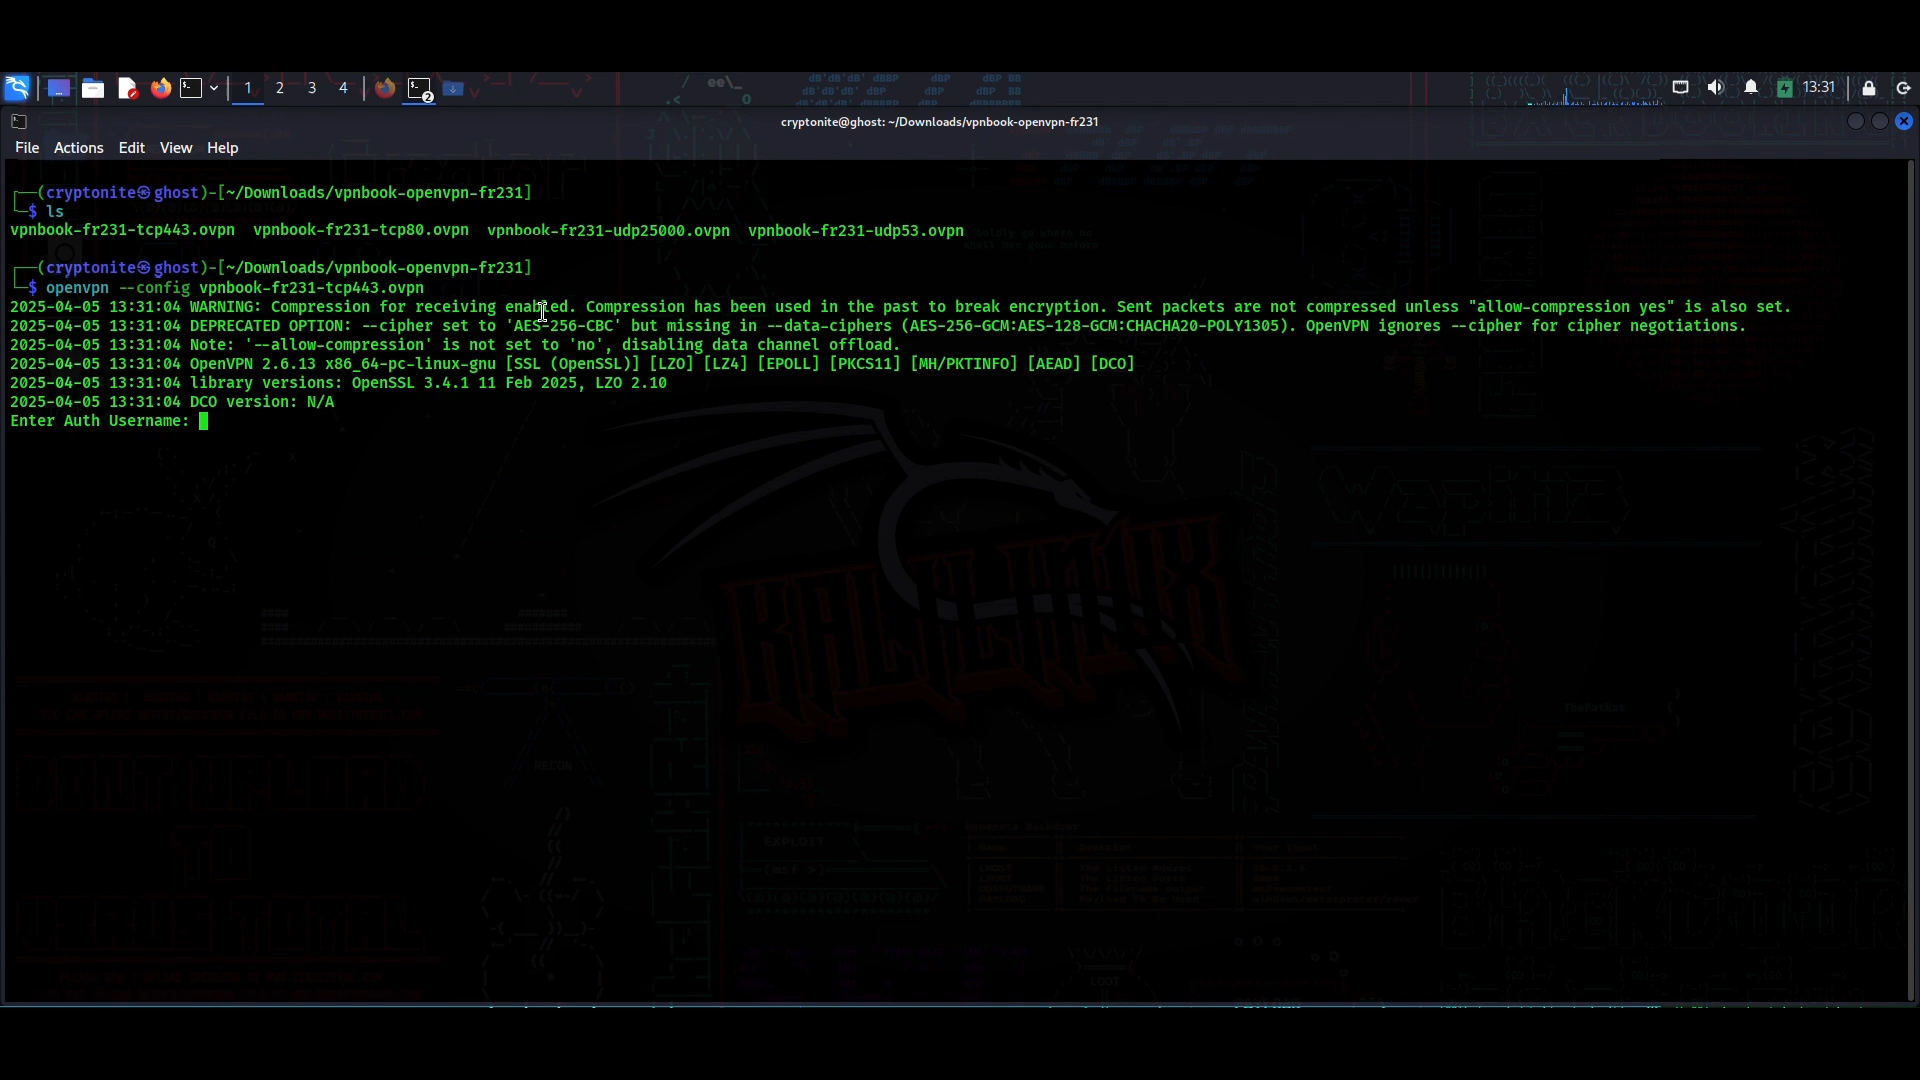 1 2 3 4 2 13:31
cryptonite@ghost: ~/Downloads/vpnbook-openvpn-fr231
File Actions Edit View Help
┌──(cryptonite㉿ghost)-[~/Downloads/vpnbook-openvpn-fr231]
└─$ ls
vpnbook-fr231-tcp443.ovpn vpnbook-fr231-tcp80.ovpn vpnbook-fr231-udp25000.ovpn vpnbook-fr231-udp53.ovpn
┌──(cryptonite㉿ghost)-[~/Downloads/vpnbook-openvpn-fr231]
└─$ openvpn --config vpnbook-fr231-tcp443.ovpn
2025-04-05 13:31:04 WARNING: Compression for receiving enabled. Compression has been used in the past to break encryption. Sent packets are not compressed unless "allow-compression yes" is also set.
2025-04-05 13:31:04 DEPRECATED OPTION: --cipher set to 'AES-256-CBC' but missing in --data-ciphers (AES-256-GCM:AES-128-GCM:CHACHA20-POLY1305). OpenVPN ignores --cipher for cipher negotiations.
2025-04-05 13:31:04 Note: '--allow-compression' is not set to 'no', disabling data channel offload.
2025-04-05 13:31:04 OpenVPN 2.6.13 x86_64-pc-linux-gnu [SSL (OpenSSL)] [LZO] [LZ4] [EPOLL] [PKCS11] [MH/PKTINFO] [AEAD] [DCO]
2025-04-05 13:31:04 library versions: OpenSSL 3.4.1 11 Feb 2025, LZO 2.10
2025-04-05 13:31:04 DCO version: N/A
Enter Auth Username:
KALI LINUX
RECON
EXPLOIT
LOOT